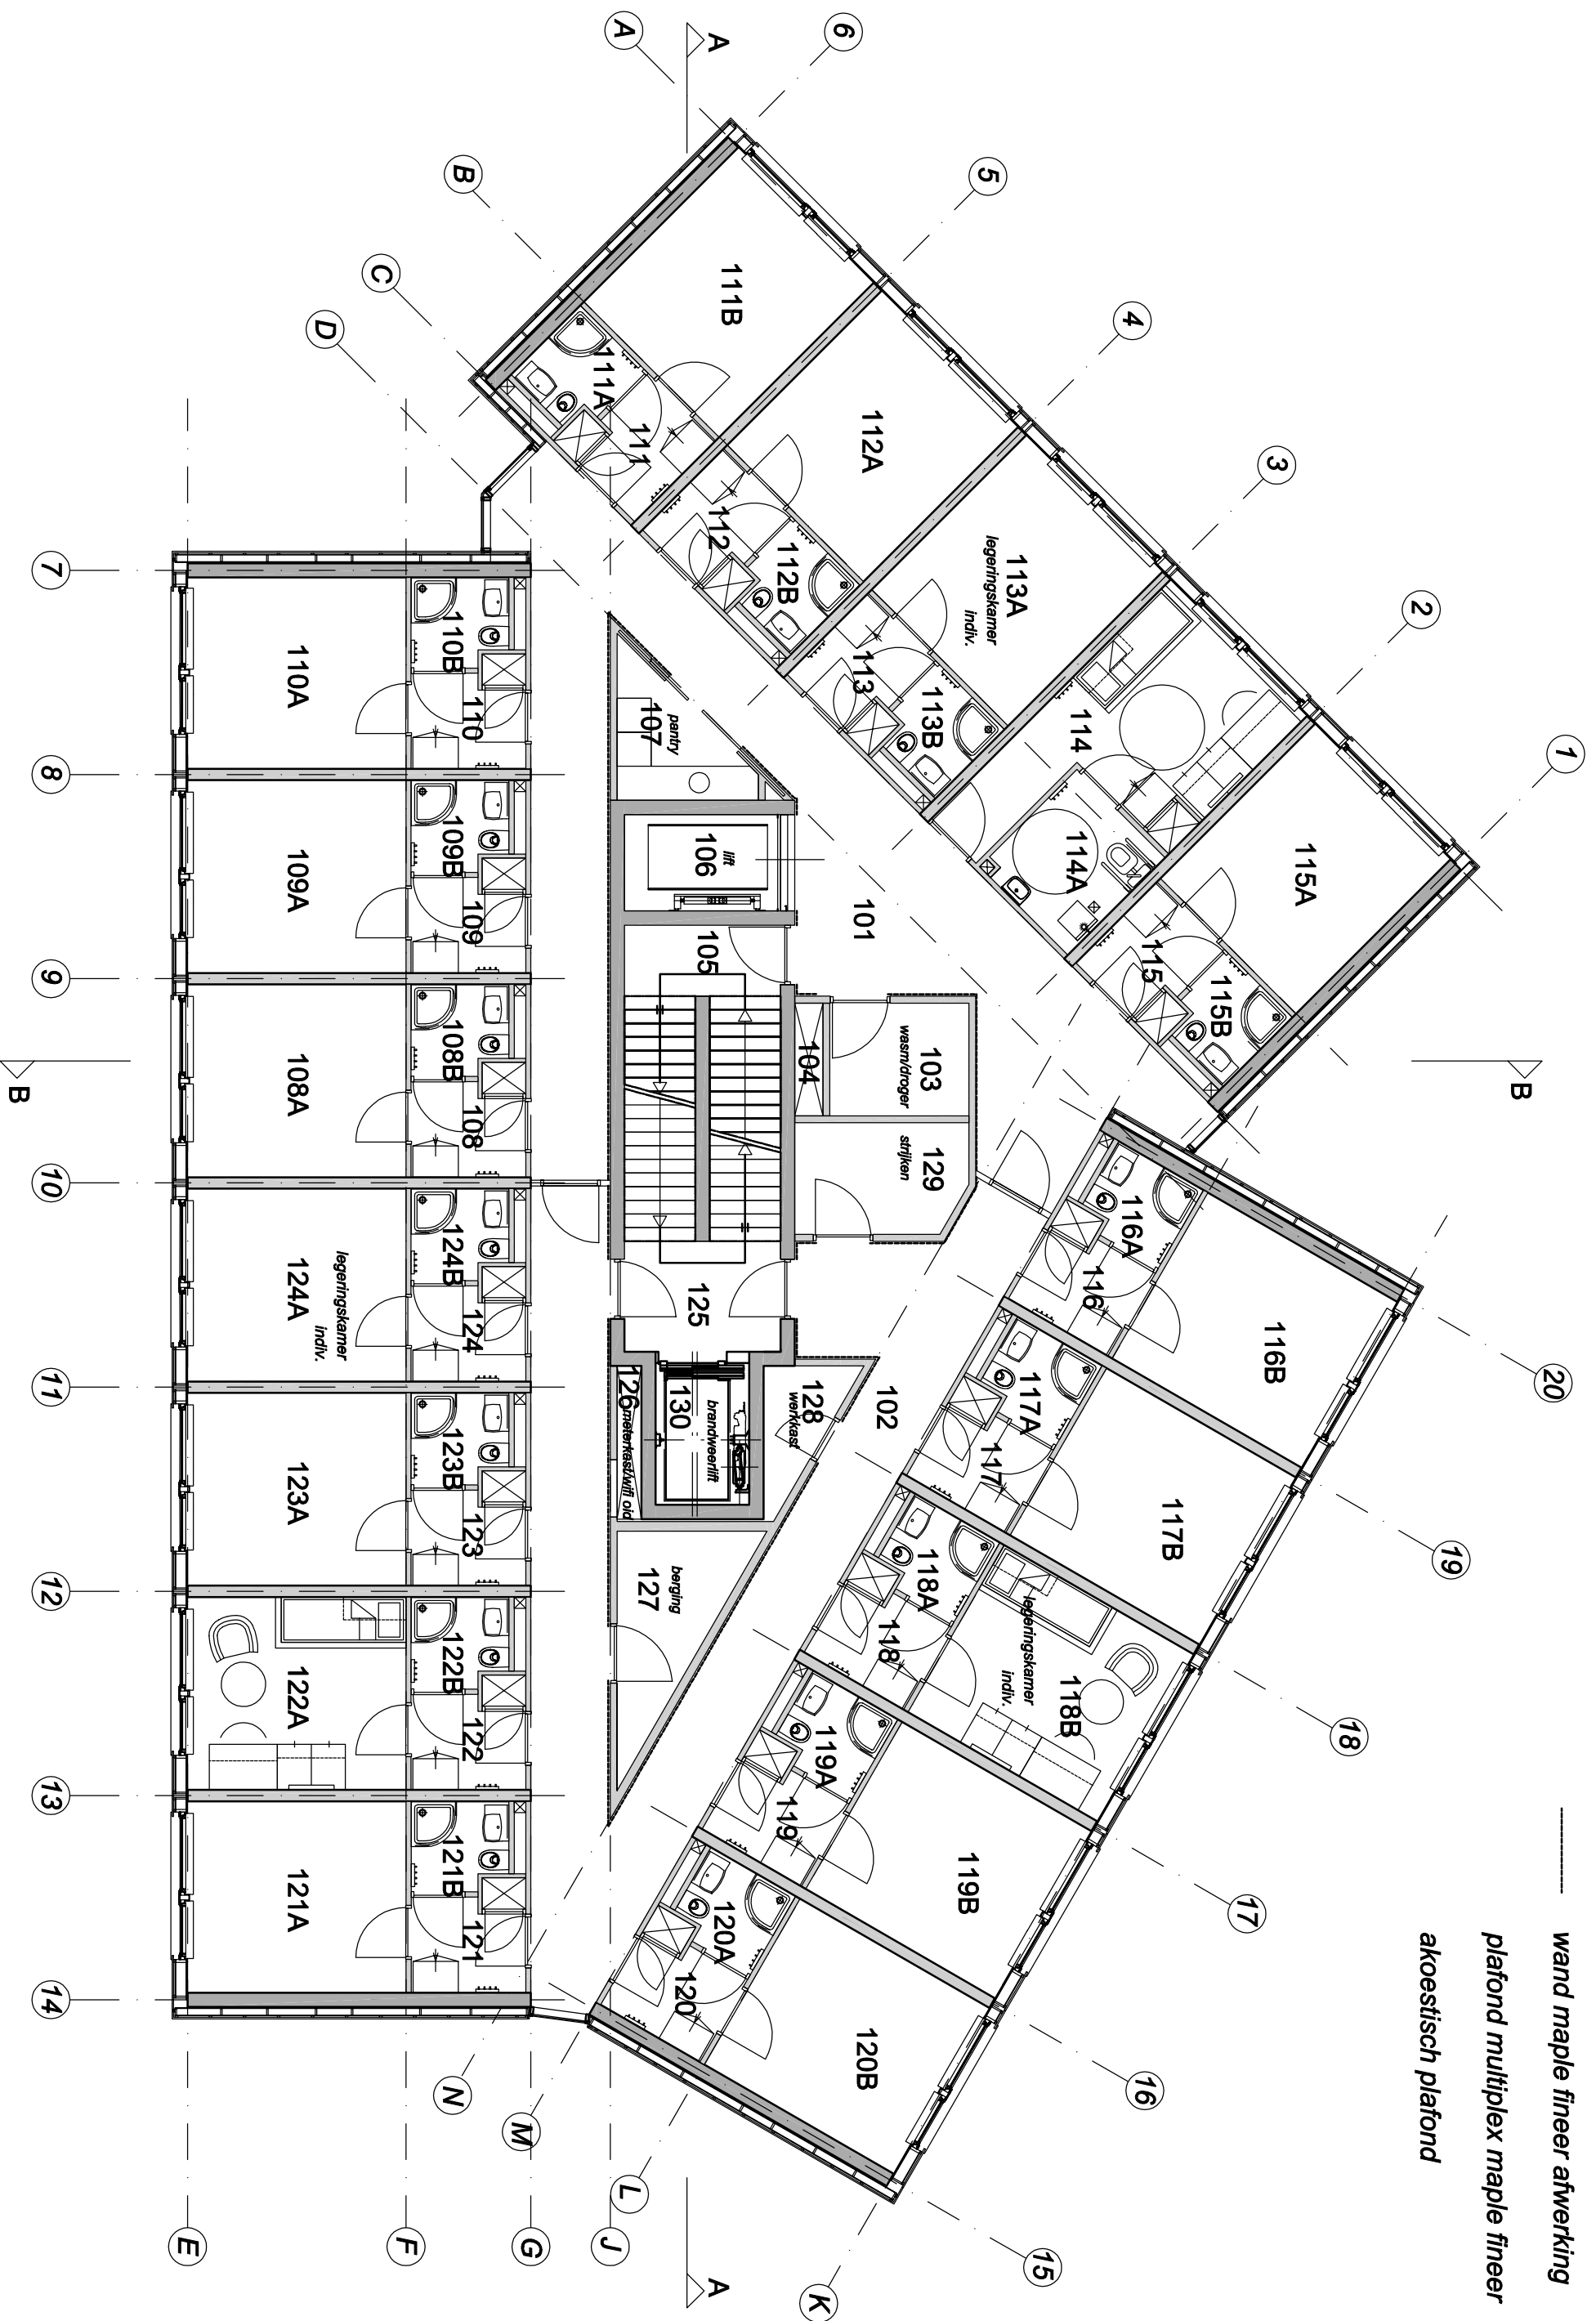 wand maple fineer afwerking
plafond multiplex maple fineer
akoestisch plafond
A
B
C
D
6
5
4
3
2
1
A
B
111B
111A
111
112A
112
112B
113A
legeringskamer
indiv.
113
113B
114
114A
115A
115
115B
101
pantry
107
lift
106
105
104
103
wasm/droger
129
strijken
125
102
128
werkkast
130
brandweerlift
126
meterkast/wifi oid
berging
127
116A
116
116B
117A
117
117B
118A
118
118B
legeringskamer
indiv.
119A
119
119B
120A
120
120B
20
19
18
17
16
15
110A
110B
110
109A
109B
109
108A
108B
108
124A
legeringskamer
indiv.
124B
124
123A
123B
123
122A
122B
122
121A
121B
121
7
8
9
10
11
12
13
14
B
A
E
F
G
J
K
L
M
N